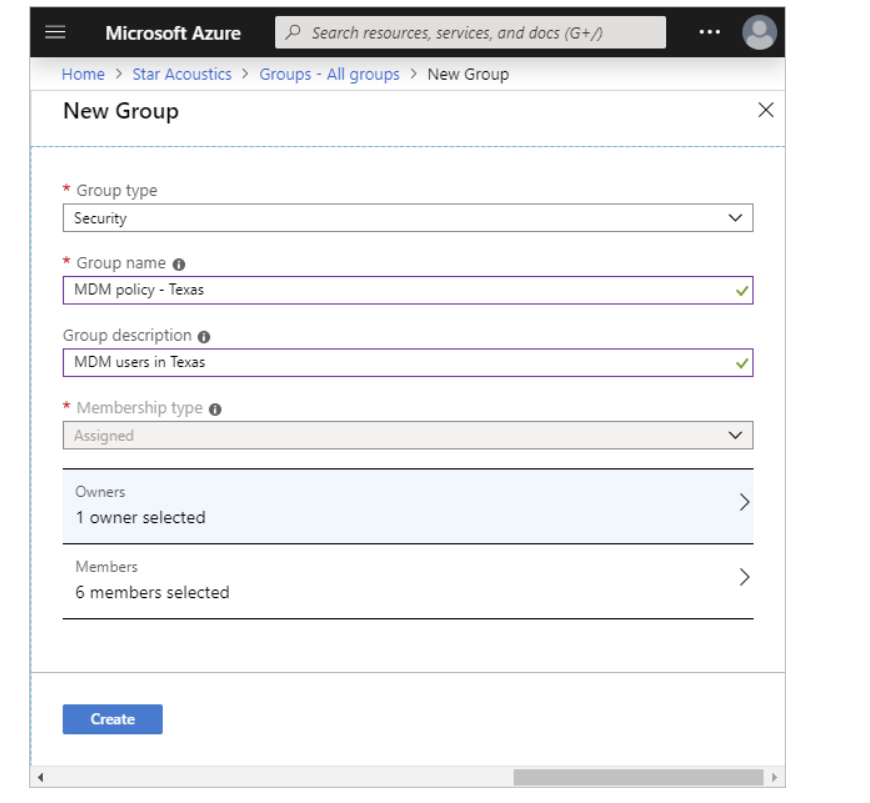 Microsoft Azure
Search resources, services, and docs (G+/)
Home > Star Acoustics > Groups - All groups > New Group
New Group
* Group type
Security
* Group name
MDM policy - Texas
Group description
MDM users in Texas
* Membership type
Assigned
Owners
1 owner selected
Members
6 members selected
Create